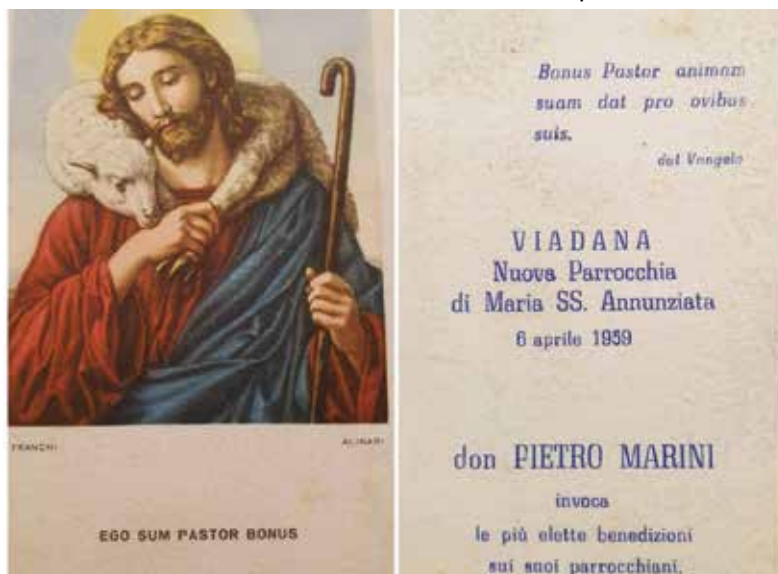 FRANCHI
ALINARI
EGO SUM PASTOR BONUS
Bonus Pastor animam
suam dat pro ovibus
suis.
dal Vangelo
VIADANA
Nuova Parrocchia
di Maria SS. Annunziata
6 aprile 1959
don PIETRO MARINI
invoca
le più elette benedizioni
sui suoi parrocchiani.